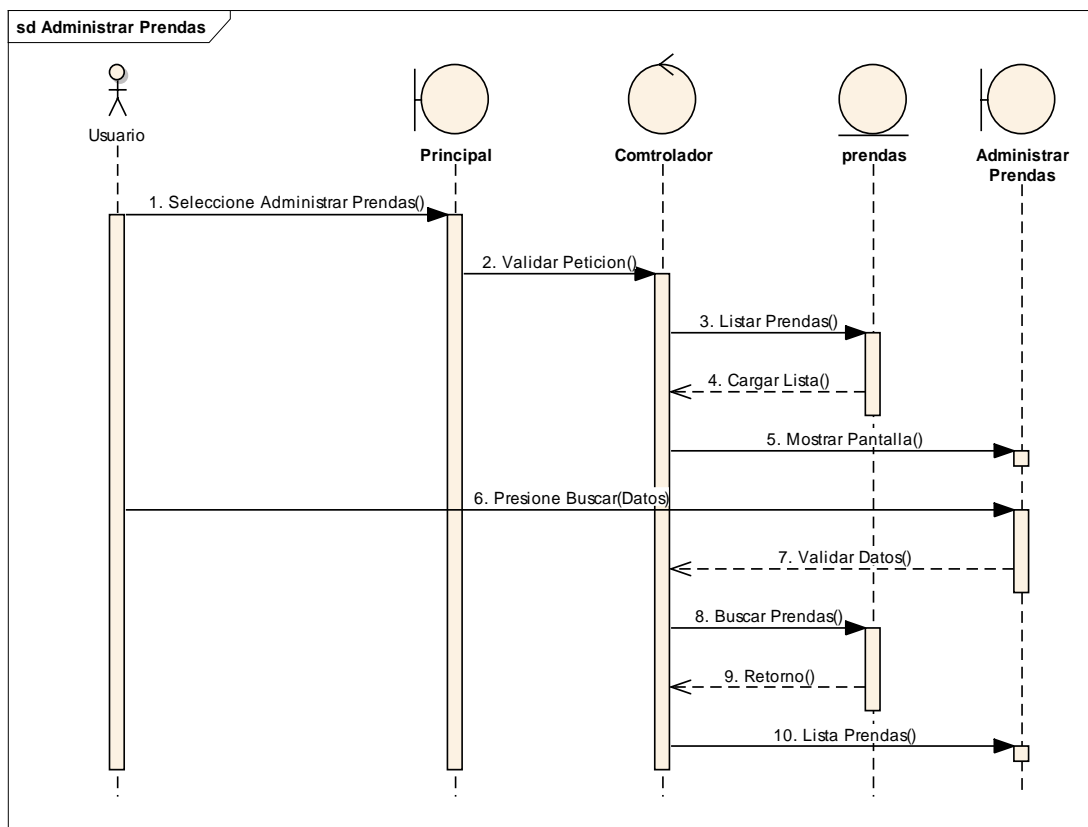 sd Administrar Prendas
Usuario
Principal
Comtrolador
prendas
Administrar
Prendas
1. Seleccione Administrar Prendas()
2. Validar Peticion()
3. Listar Prendas()
4. Cargar Lista()
5. Mostrar Pantalla()
6. Presione Buscar(Datos)
7. Validar Datos()
8. Buscar Prendas()
9. Retorno()
10. Lista Prendas()